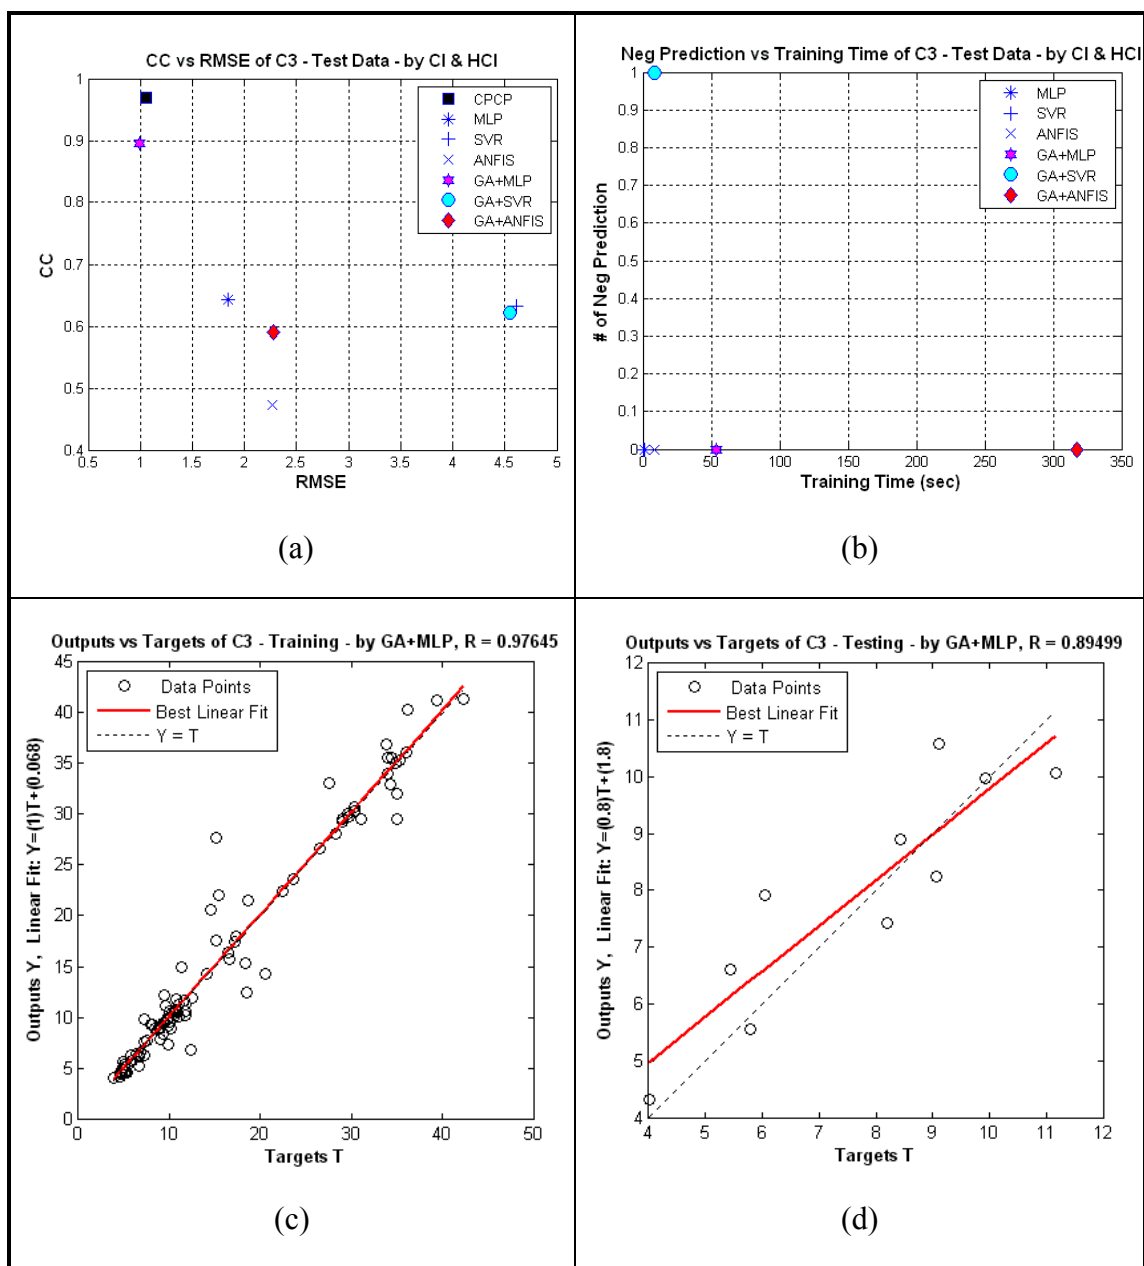 CC vs RMSE of C3 - Test Data - by CI & HCI
1
0.9
0.8
0.7
0.6
0.5
0.4
CC
CPCP
MLP
SVR
ANFIS
GA+MLP
GA+SVR
GA+ANFIS
0.5 1 1.5 2 2.5 3 3.5 4 4.5 5
RMSE
(a)
Neg Prediction vs Training Time of C3 - Test Data - by CI & HCI
1
0.9
0.8
0.7
0.6
0.5
0.4
0.3
0.2
0.1
0
# of Neg Prediction
MLP
SVR
ANFIS
GA+MLP
GA+SVR
GA+ANFIS
0 50 100 150 200 250 300 350
Training Time (sec)
(b)
Outputs vs Targets of C3 - Training - by GA+MLP, R = 0.97645
45
40
35
30
25
20
15
10
5
0
Outputs Y, Linear Fit: Y=(1)T+(0.068)
Data Points
Best Linear Fit
Y = T
0 10 20 30 40 50
Targets T
(c)
Outputs vs Targets of C3 - Testing - by GA+MLP, R = 0.89499
12
11
10
9
8
7
6
5
4
Outputs Y, Linear Fit: Y=(0.8)T+(1.8)
Data Points
Best Linear Fit
Y = T
4 5 6 7 8 9 10 11 12
Targets T
(d)